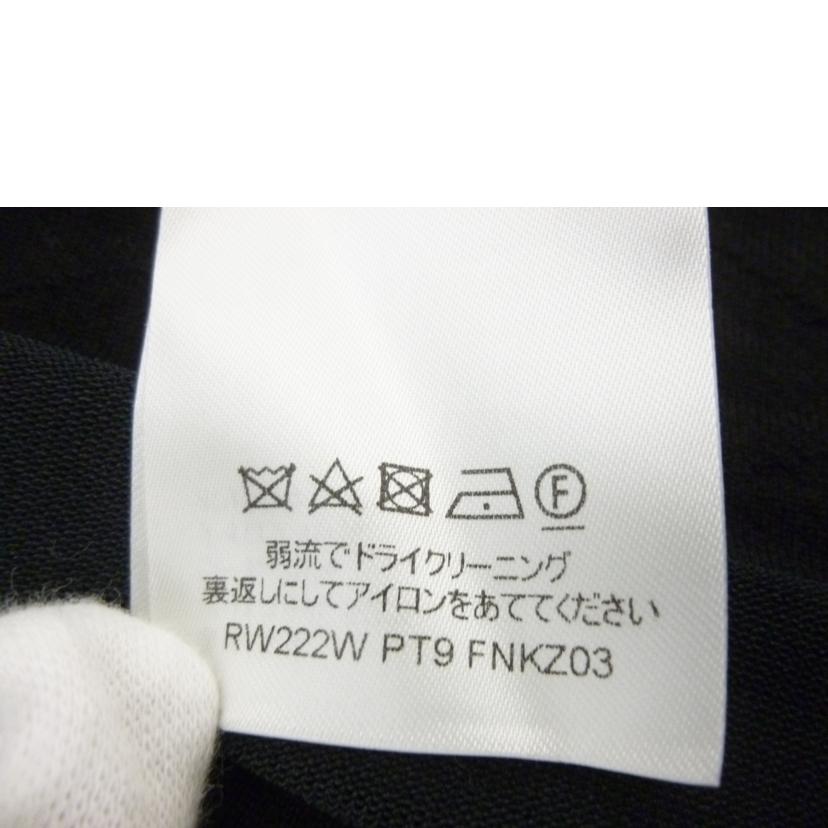 F
弱流でドライクリーニング
裏返しにしてアイロンをあててください
RW222W PT9 FNKZ03